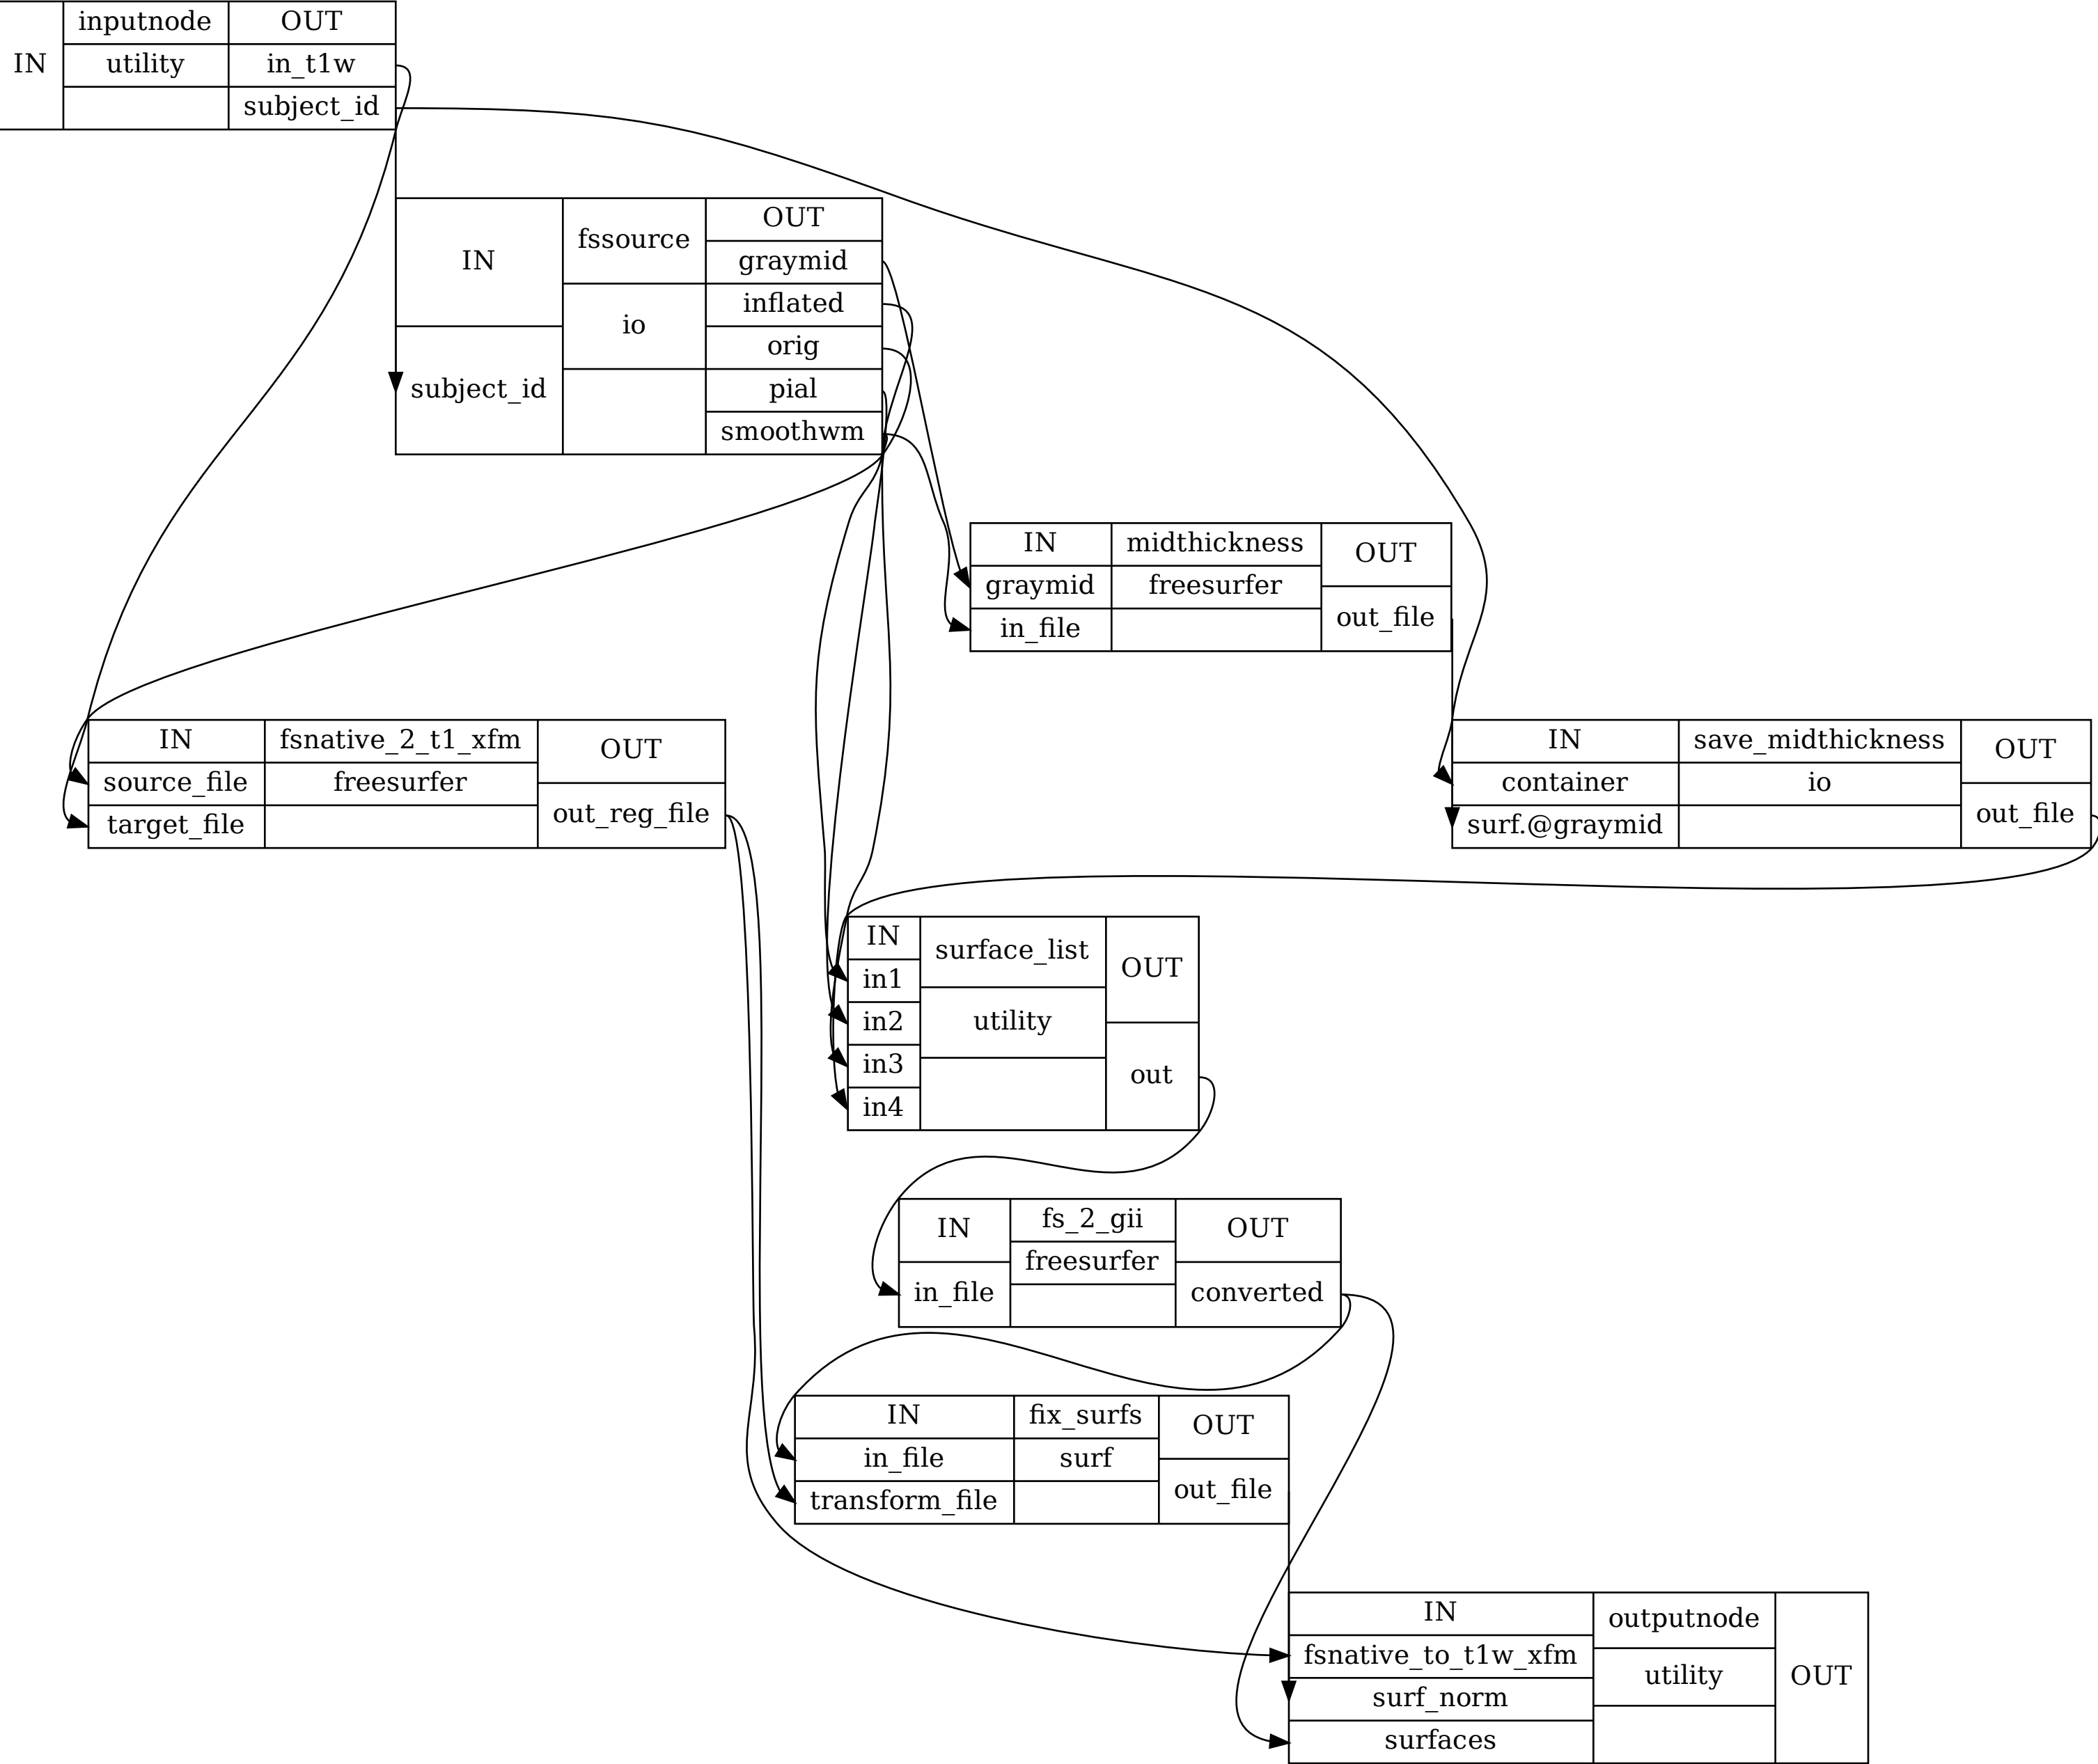 IN
inputnode
utility
OUT
in_t1w
subject_id
IN
subject_id
fssource
io
OUT
graymid
inflated
orig
pial
smoothwm
IN
graymid
in_file
midthickness
freesurfer
OUT
out_file
IN
source_file
target_file
fsnative_2_t1_xfm
freesurfer
OUT
out_reg_file
IN
container
surf.@graymid
save_midthickness
io
OUT
out_file
IN
in1
in2
in3
in4
surface_list
utility
OUT
out
IN
in_file
fs_2_gii
freesurfer
OUT
converted
IN
in_file
transform_file
fix_surfs
surf
OUT
out_file
IN
fsnative_to_t1w_xfm
surf_norm
surfaces
outputnode
utility
OUT